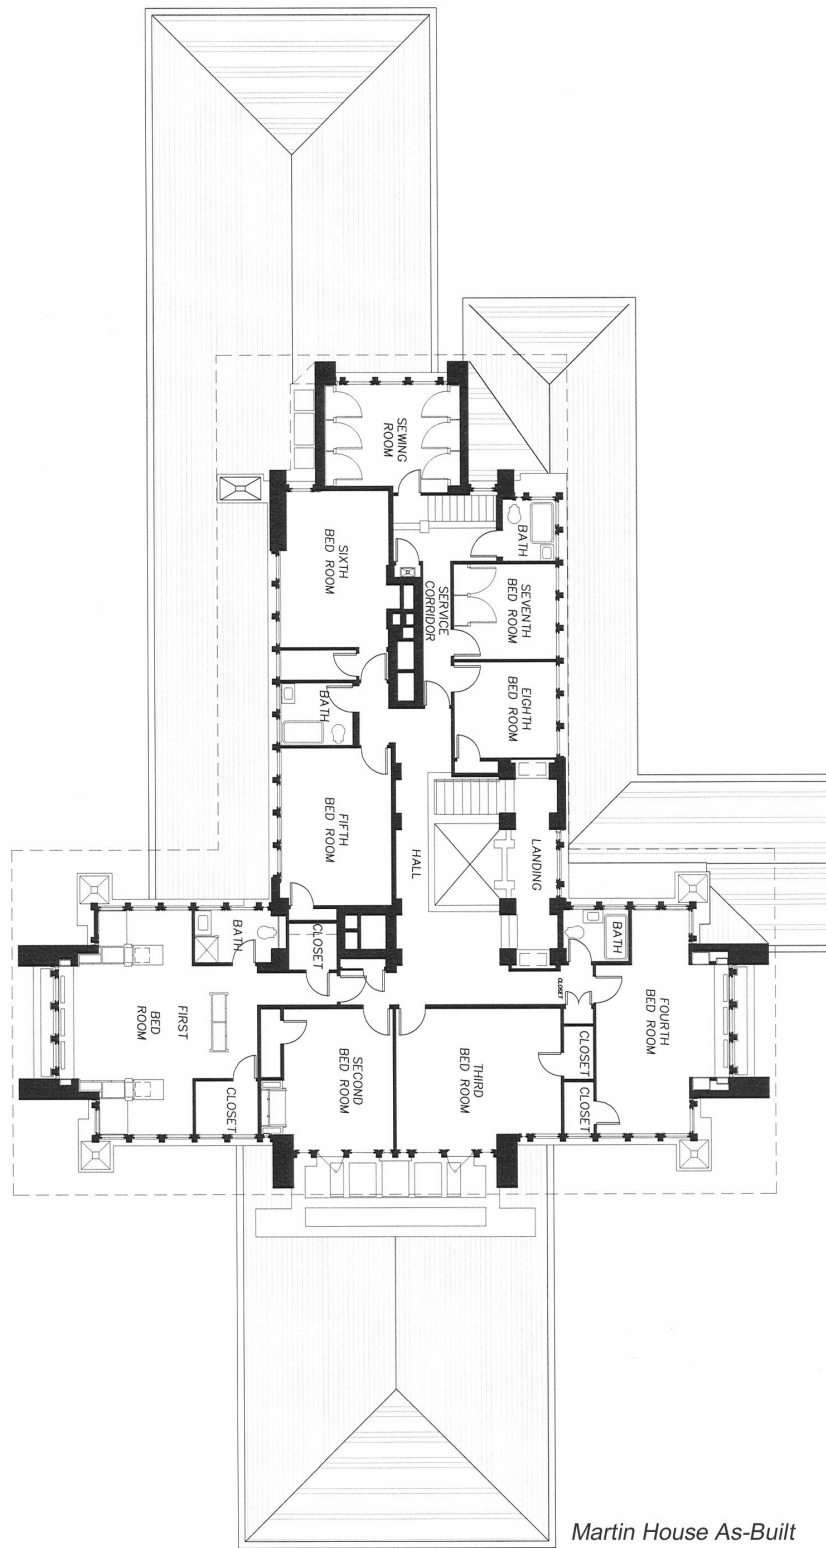 SEWING
ROOM
BATH
SIXTH
BED ROOM
SERVICE
CORRIDOR
SEVENTH
BED ROOM
EIGHTH
BED ROOM
BATH
FIFTH
BED ROOM
HALL
LANDING
BATH
CLOSET
BATH
CLOSET
FIRST
BED
ROOM
FOURTH
BED ROOM
SECOND
BED ROOM
THIRD
BED ROOM
CLOSET
CLOSET
CLOSET
Martin House As-Built